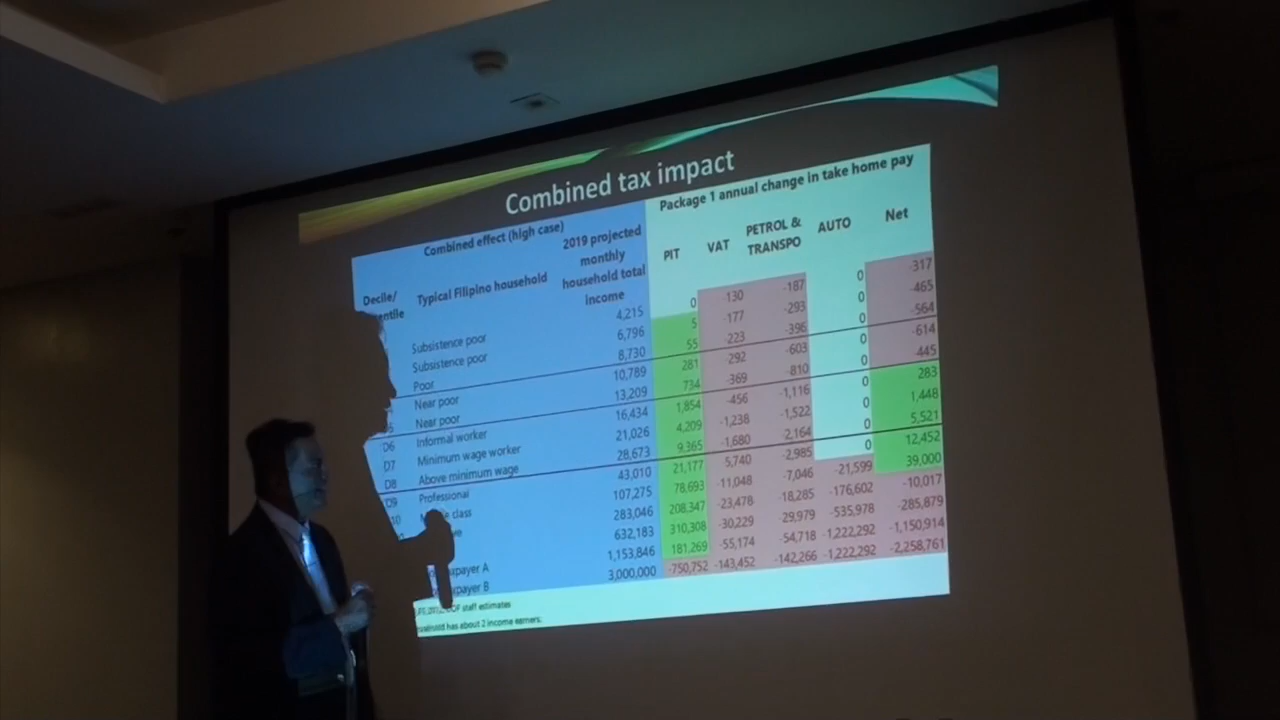 Combined tax impact
Combined effect (high case) Package 1 annual change in take home pay
Decile/ Typical Filipino household 2019 projected monthly household total income PIT VAT PETROL & TRANSPO AUTO Net
Subsistence poor 4,215 0 -130 -187 0 -317
Subsistence poor 6,796 5 -177 -293 0 -465
Poor 8,730 55 -223 -396 0 -564
Near poor 10,789 281 -292 -603 0 -614
Near poor 13,209 734 -369 -810 0 -445
D6 Informal worker 16,434 1,854 -456 -1,116 0 283
D7 Minimum wage worker 21,026 4,209 -1,238 -1,522 0 1,448
D8 Above minimum wage 28,673 9,365 -1,680 -2,164 0 5,521
D9 Professional 43,010 21,177 5,740 -2,985 0 12,452
class 107,275 78,693 -11,048 -7,046 -21,599 39,000
283,046 208,347 -23,478 -18,285 -176,602 -10,017
632,183 310,308 -30,229 -29,979 -535,978 -285,879
A 1,153,846 181,269 -55,174 -54,718 -1,222,292 -1,150,914
B 3,000,000 -750,752 -143,452 -142,266 -1,222,292 -2,258,761
staff estimates
has about 2 income earners.